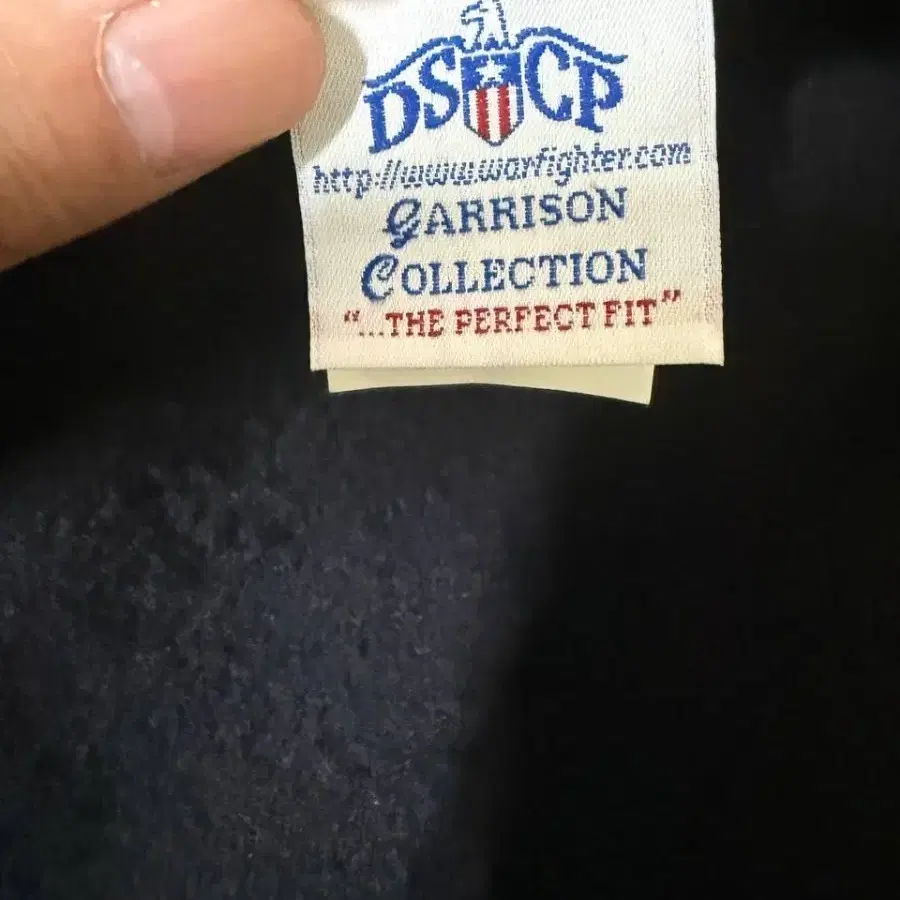 DSCP
http://www.warfighter.com
GARRISON
COLLECTION
"...THE PERFECT FIT"